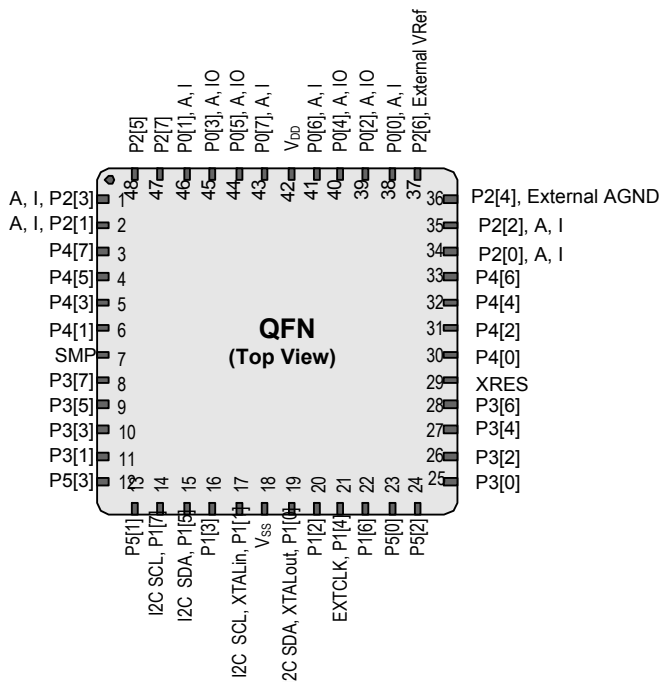 P2[5]
P2[7]
P0[1], A, I
P0[3], A, IO
P0[5], A, IO
P0[7], A, I
VDD
P0[6], A, I
P0[4], A, IO
P0[2], A, IO
P0[0], A, I
P2[6], External VRef
48
47
46
45
44
43
42
41
40
39
38
37
A, I, P2[3] 1
A, I, P2[1] 2
P4[7] 3
P4[5] 4
P4[3] 5
P4[1] 6
SMP 7
P3[7] 8
P3[5] 9
P3[3] 10
P3[1] 11
P5[3] 12
QFN
(Top View)
36 P2[4], External AGND
35 P2[2], A, I
34 P2[0], A, I
33 P4[6]
32 P4[4]
31 P4[2]
30 P4[0]
29 XRES
28 P3[6]
27 P3[4]
26 P3[2]
25 P3[0]
13
14
15
16
17
18
19
20
21
22
23
24
P5[1]
I2C SCL, P1[7]
I2C SDA, P1[5]
P1[3]
I2C SCL, XTALin, P1[1]
VSS
2C SDA, XTALout, P1[0]
P1[2]
EXTCLK, P1[4]
P1[6]
P5[0]
P5[2]